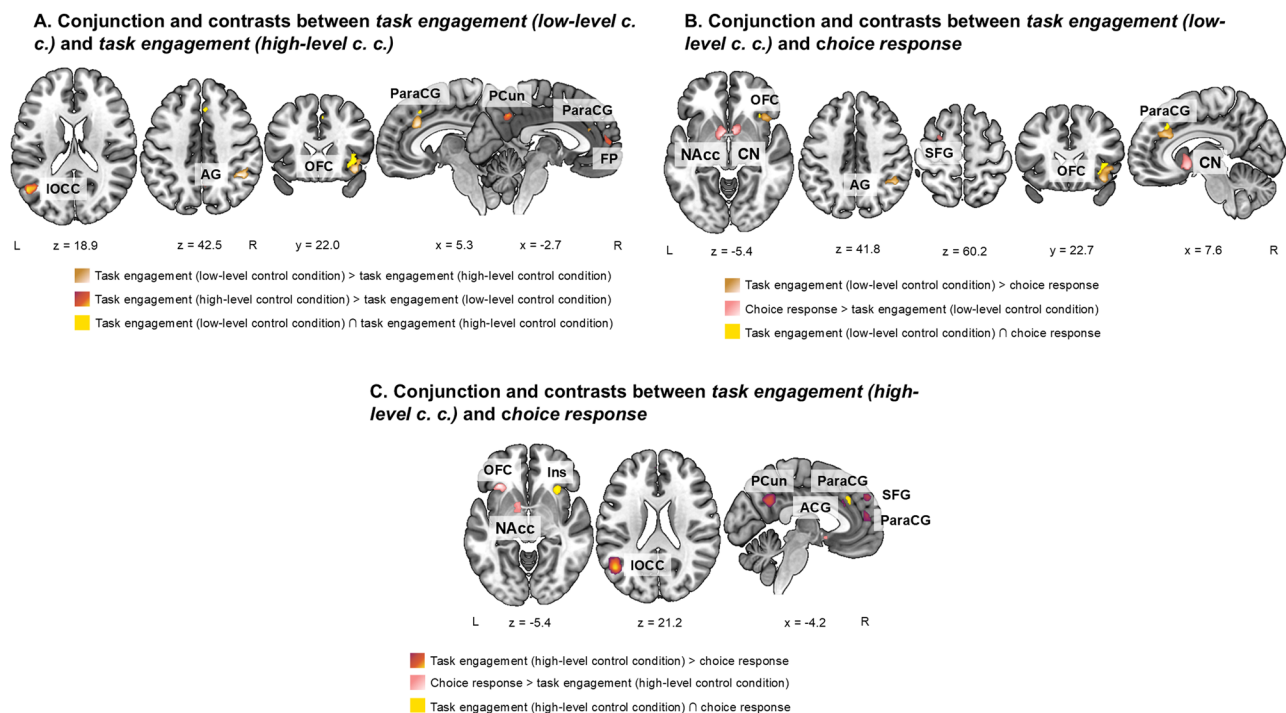 A. Conjunction and contrasts between task engagement (low-level c.
c.) and task engagement (high-level c. c.)
ParaCG
PCun
ParaCG
FP
lOCC
AG
OFC
L
z = 18.9
z = 42.5
R
y = 22.0
x = 5.3
x = -2.7
R
Task engagement (low-level control condition) > task engagement (high-level control condition)
Task engagement (high-level control condition) > task engagement (low-level control condition)
Task engagement (low-level control condition) ∩ task engagement (high-level control condition)
B. Conjunction and contrasts between task engagement (low-
level c. c.) and choice response
OFC
NAcc
CN
AG
SFG
OFC
ParaCG
CN
L
z = -5.4
z = 41.8
z = 60.2
y = 22.7
x = 7.6
R
Task engagement (low-level control condition) > choice response
Choice response > task engagement (low-level control condition)
Task engagement (low-level control condition) ∩ choice response
C. Conjunction and contrasts between task engagement (high-
level c. c.) and choice response
OFC
Ins
NAcc
lOCC
PCun
ParaCG
SFG
ACG
ParaCG
L
z = -5.4
z = 21.2
x = -4.2
R
Task engagement (high-level control condition) > choice response
Choice response > task engagement (high-level control condition)
Task engagement (high-level control condition) ∩ choice response